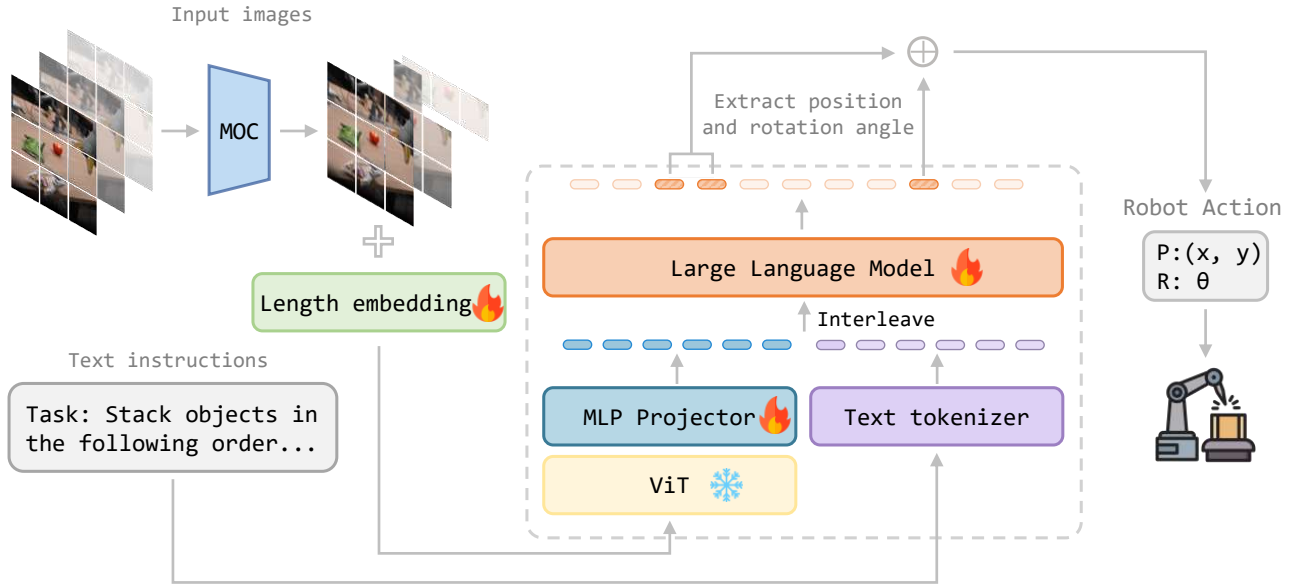 Input images
MOC
Length embedding
Text instructions
Task: Stack objects in
the following order...
Extract position
and rotation angle
Large Language Model
Interleave
MLP Projector
Text tokenizer
ViT
Robot Action
P:(x, y)
R: θ